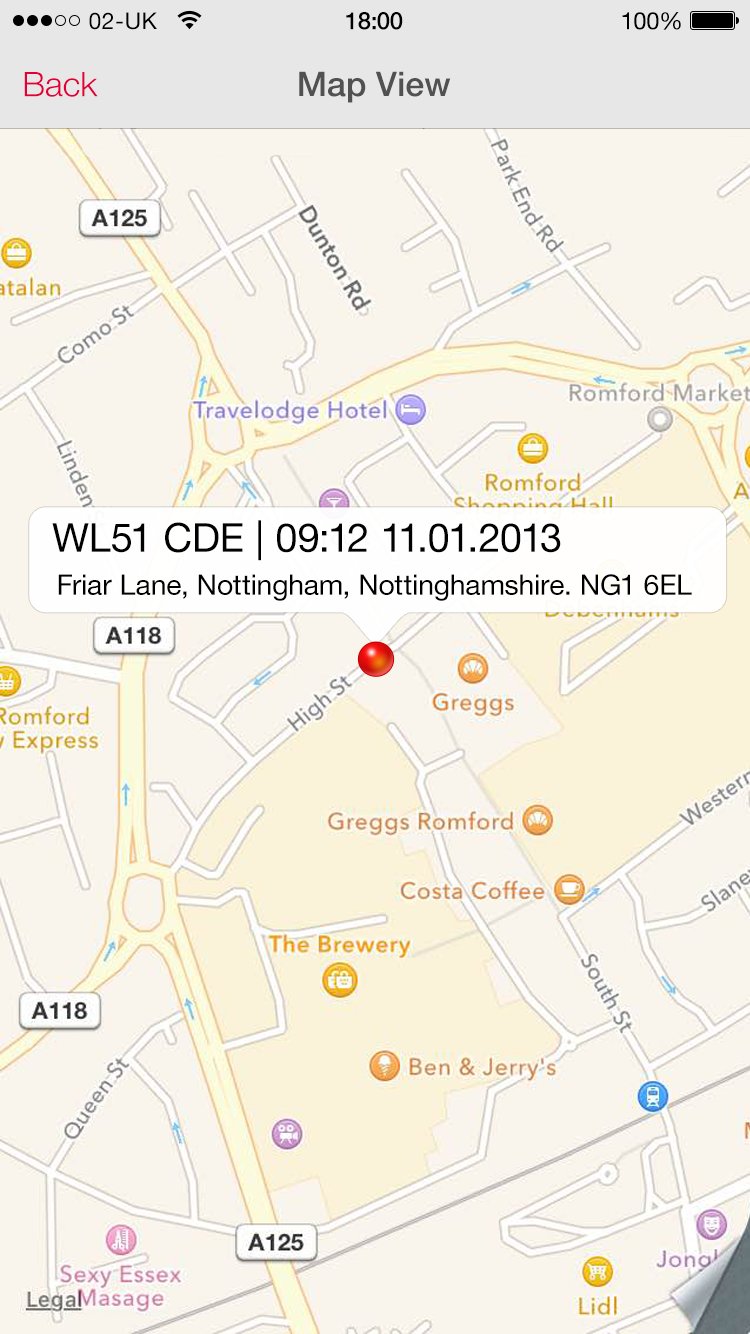 02-UK 18:00 100%
Back Map View
Park End Rd
A125
Dunton Rd
atalan
Como St
Romford Market
Travelodge Hotel
Linden
Romford
Shopping Hall
A
WL51 CDE | 09:12 11.01.2013
Friar Lane, Nottingham, Nottinghamshire. NG1 6EL
Debenhams
A118
High St
Greggs
Romford
y Express
Western
Greggs Romford
Costa Coffee
Slaney
The Brewery
South St
A118
Ben & Jerry's
Queen St
A125
Jongl
Sexy Essex
Masage
Legal
Lidl